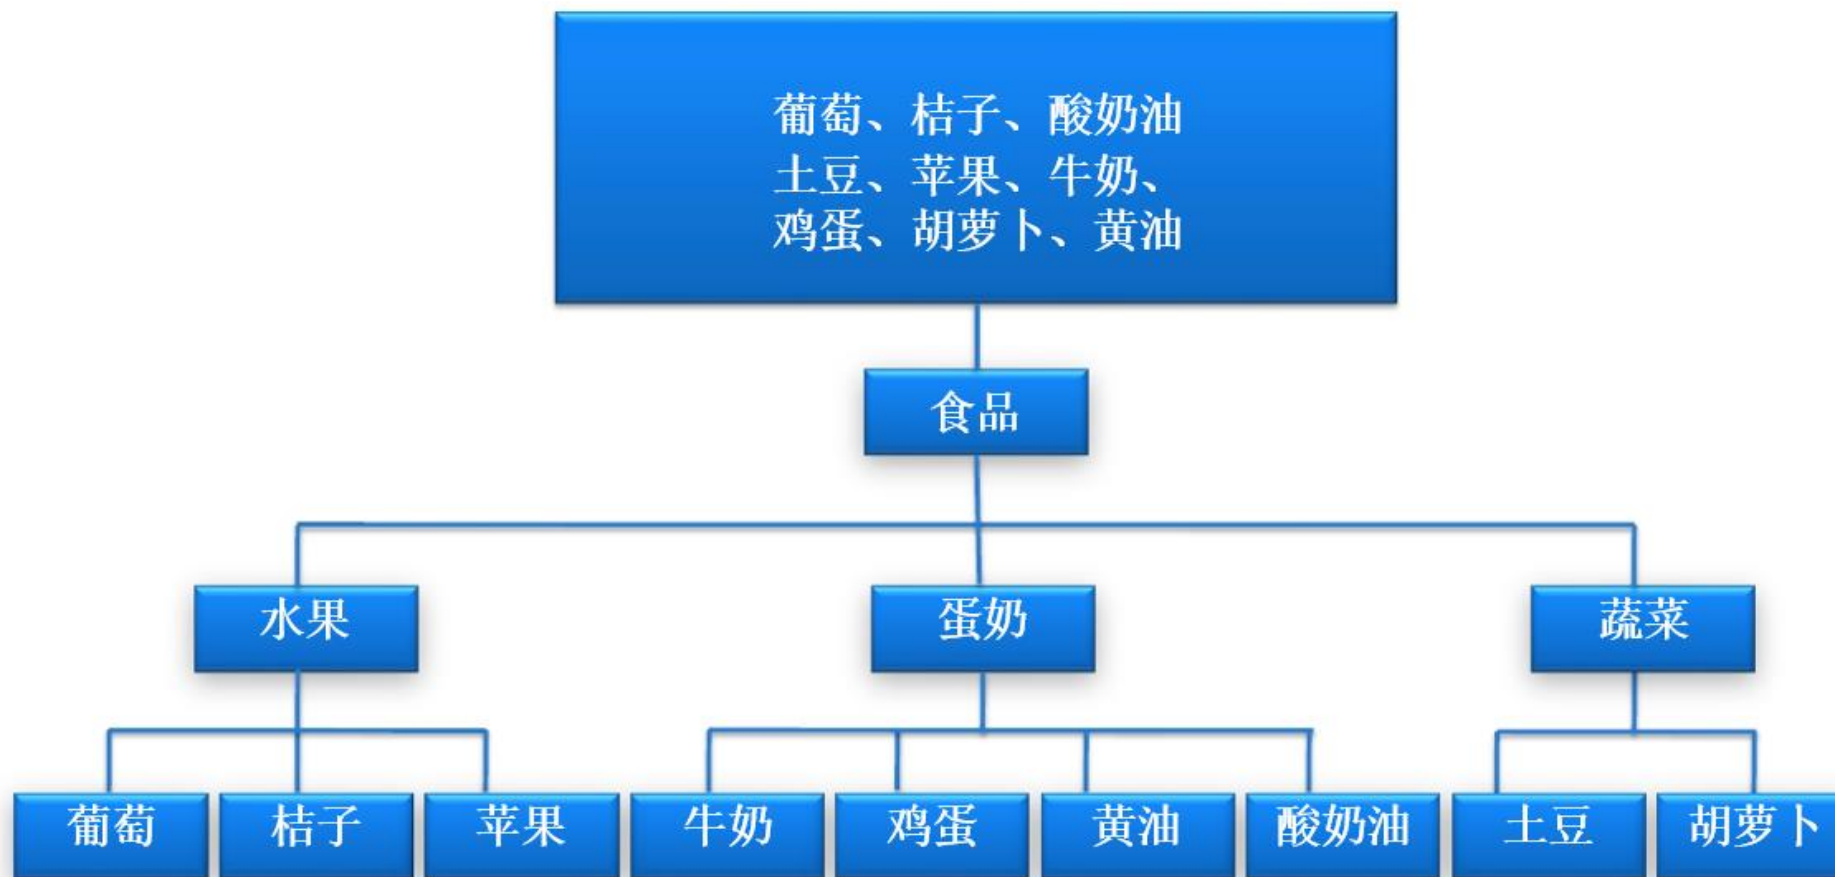 葡萄、桔子、酸奶油
土豆、苹果、牛奶、
鸡蛋、胡萝卜、黄油
食品
水果
蛋奶
蔬菜
葡萄
桔子
苹果
牛奶
鸡蛋
黄油
酸奶油
土豆
胡萝卜